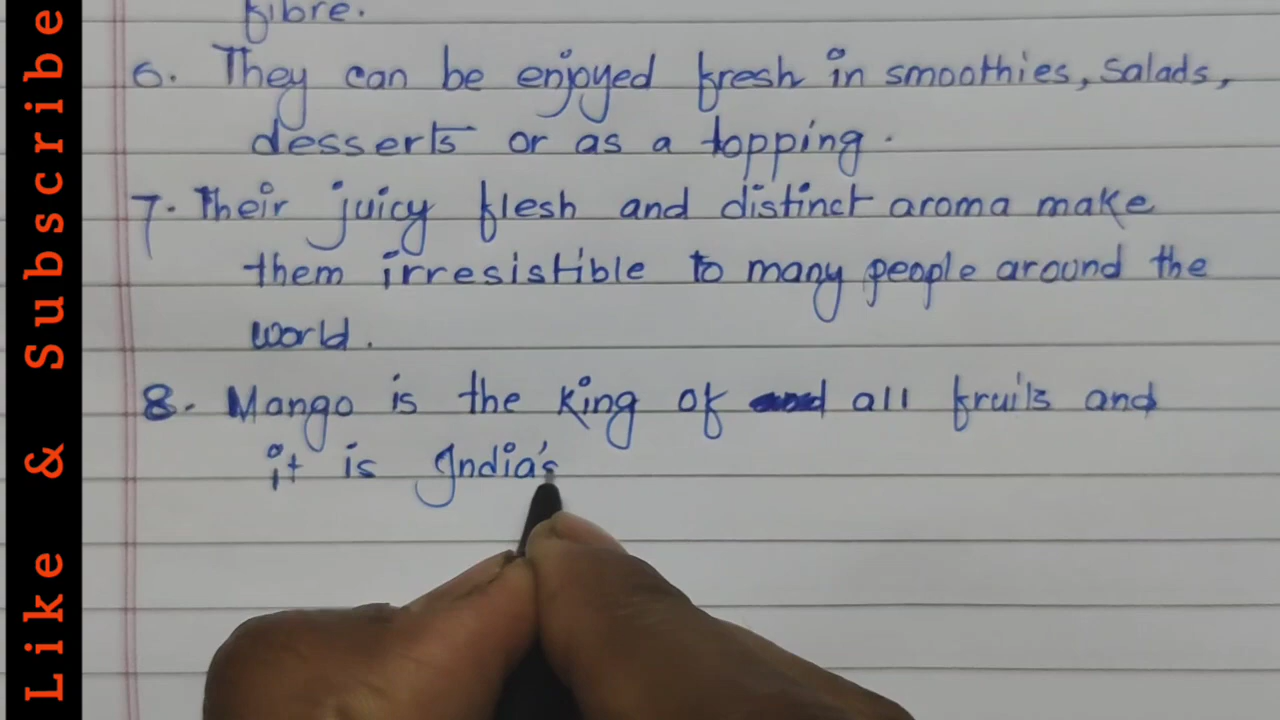 Like & Subscribe
fibre.
6. They can be enjoyed fresh in smoothies, salads,
desserts or as a topping.
7. Their juicy flesh and distinct aroma make
them irresistible to many people around the
world.
8. Mango is the king of all fruits and
it is India's